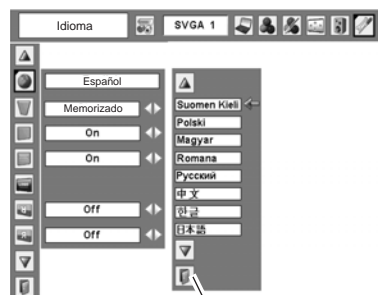 Idioma
SVGA 1
Español
Memorizado
On
On
Off
Off
Suomen Kieli
Polski
Magyar
Romana
Русский
中文
한글
日本語